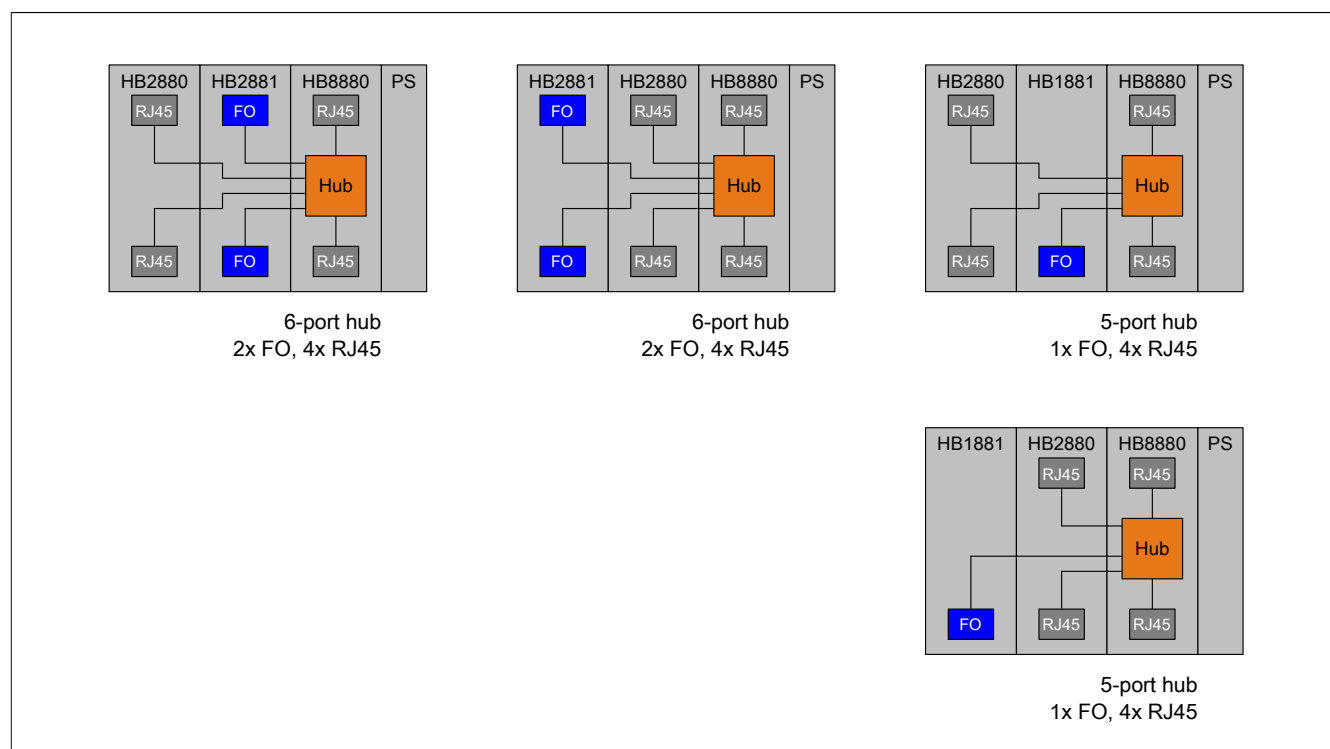 HB2880 HB2881 HB8880 PS
RJ45 FO RJ45
Hub
RJ45 FO RJ45
6-port hub
2x FO, 4x RJ45
HB2881 HB2880 HB8880 PS
FO RJ45 RJ45
Hub
FO RJ45 RJ45
6-port hub
2x FO, 4x RJ45
HB2880 HB1881 HB8880 PS
RJ45 RJ45
Hub
RJ45 FO RJ45
5-port hub
1x FO, 4x RJ45
HB1881 HB2880 HB8880 PS
RJ45 RJ45
Hub
FO RJ45 RJ45
5-port hub
1x FO, 4x RJ45